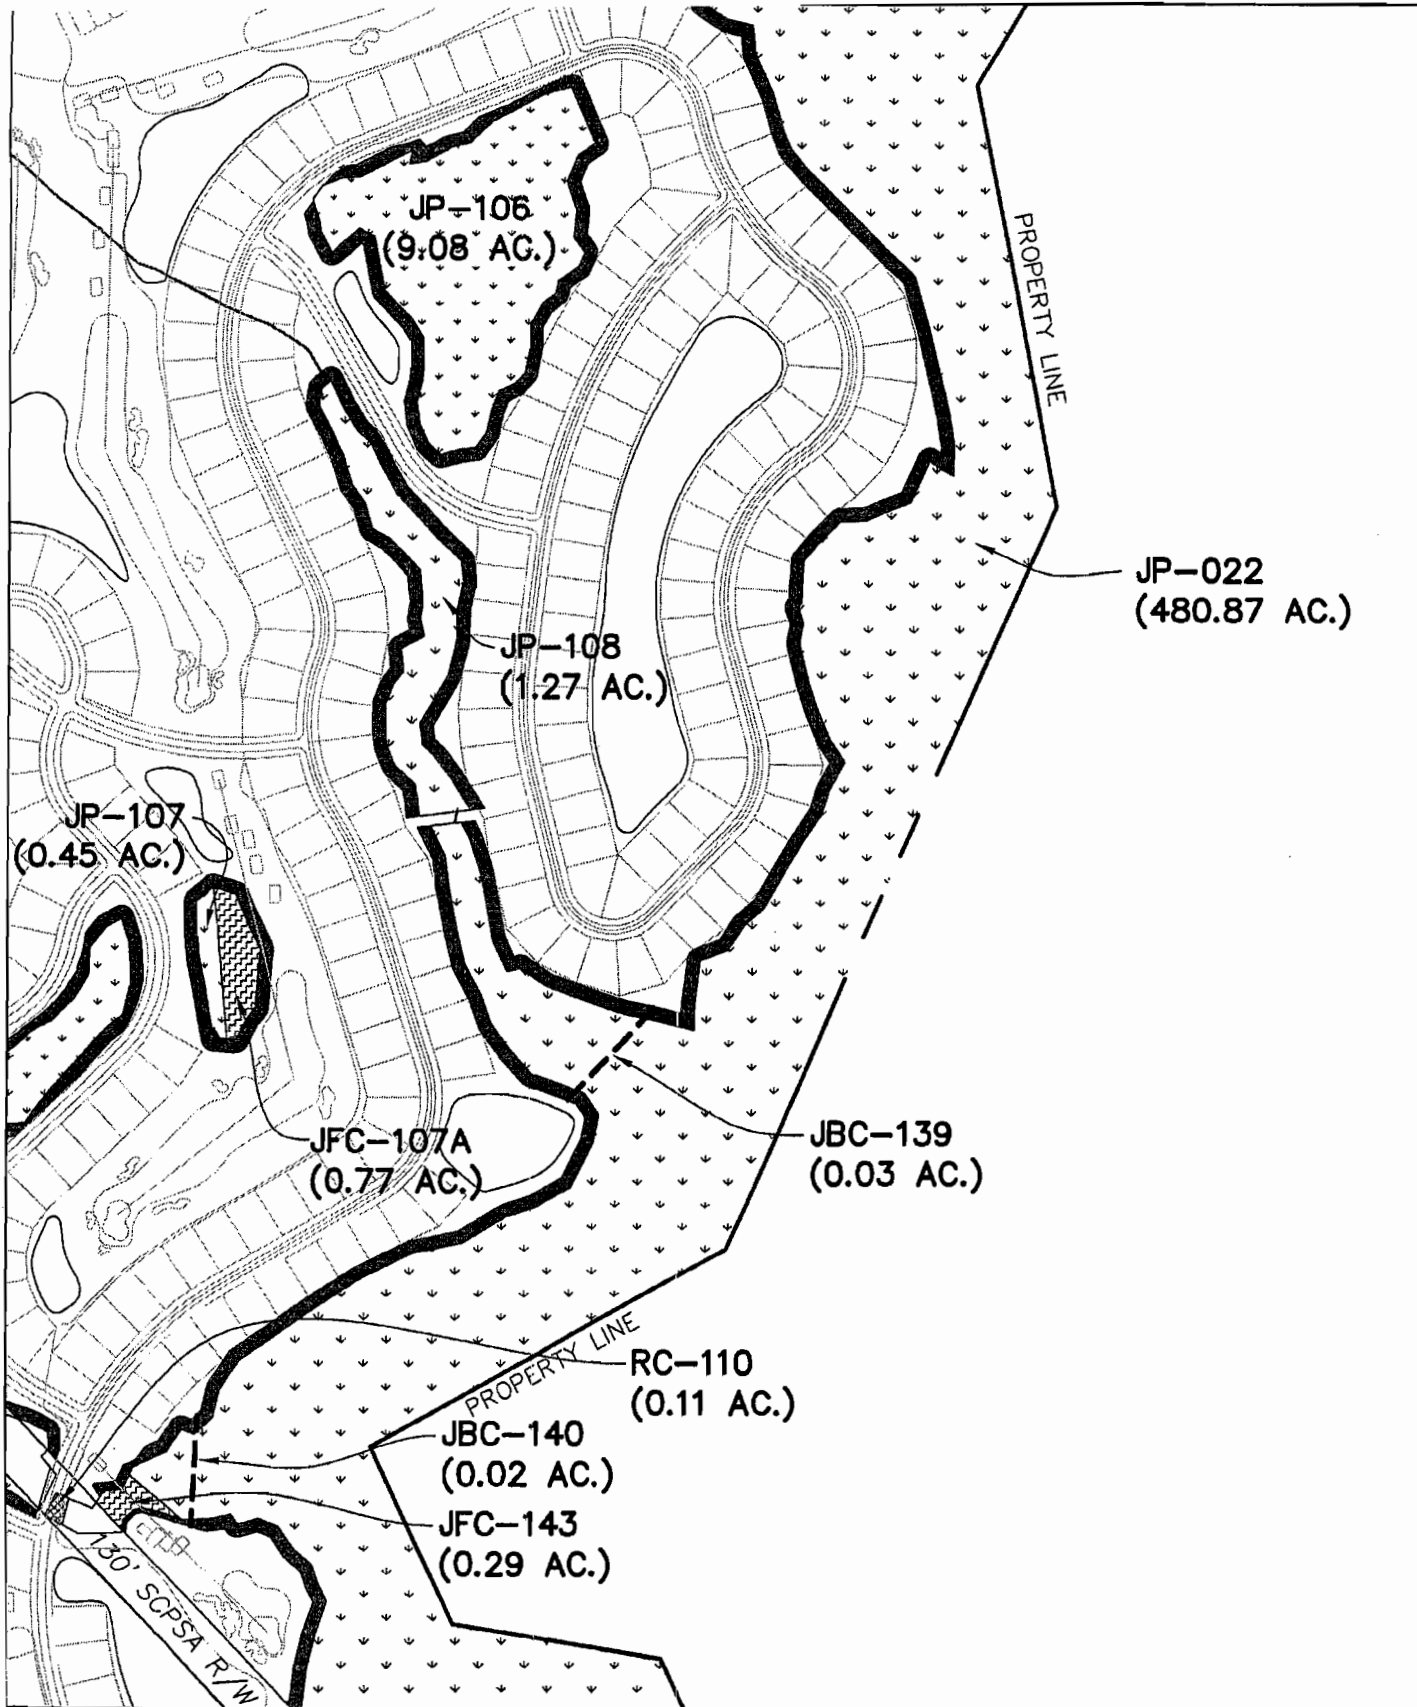 JP-106
(9.08 AC.)
PROPERTY LINE
JP-022
(480.87 AC.)
JP-108
(1.27 AC.)
JP-107
(0.45 AC.)
JFC-107A
(0.77 AC.)
JBC-139
(0.03 AC.)
PROPERTY LINE
RC-110
(0.11 AC.)
JBC-140
(0.02 AC.)
JFC-143
(0.29 AC.)
130' SCPSA R/W